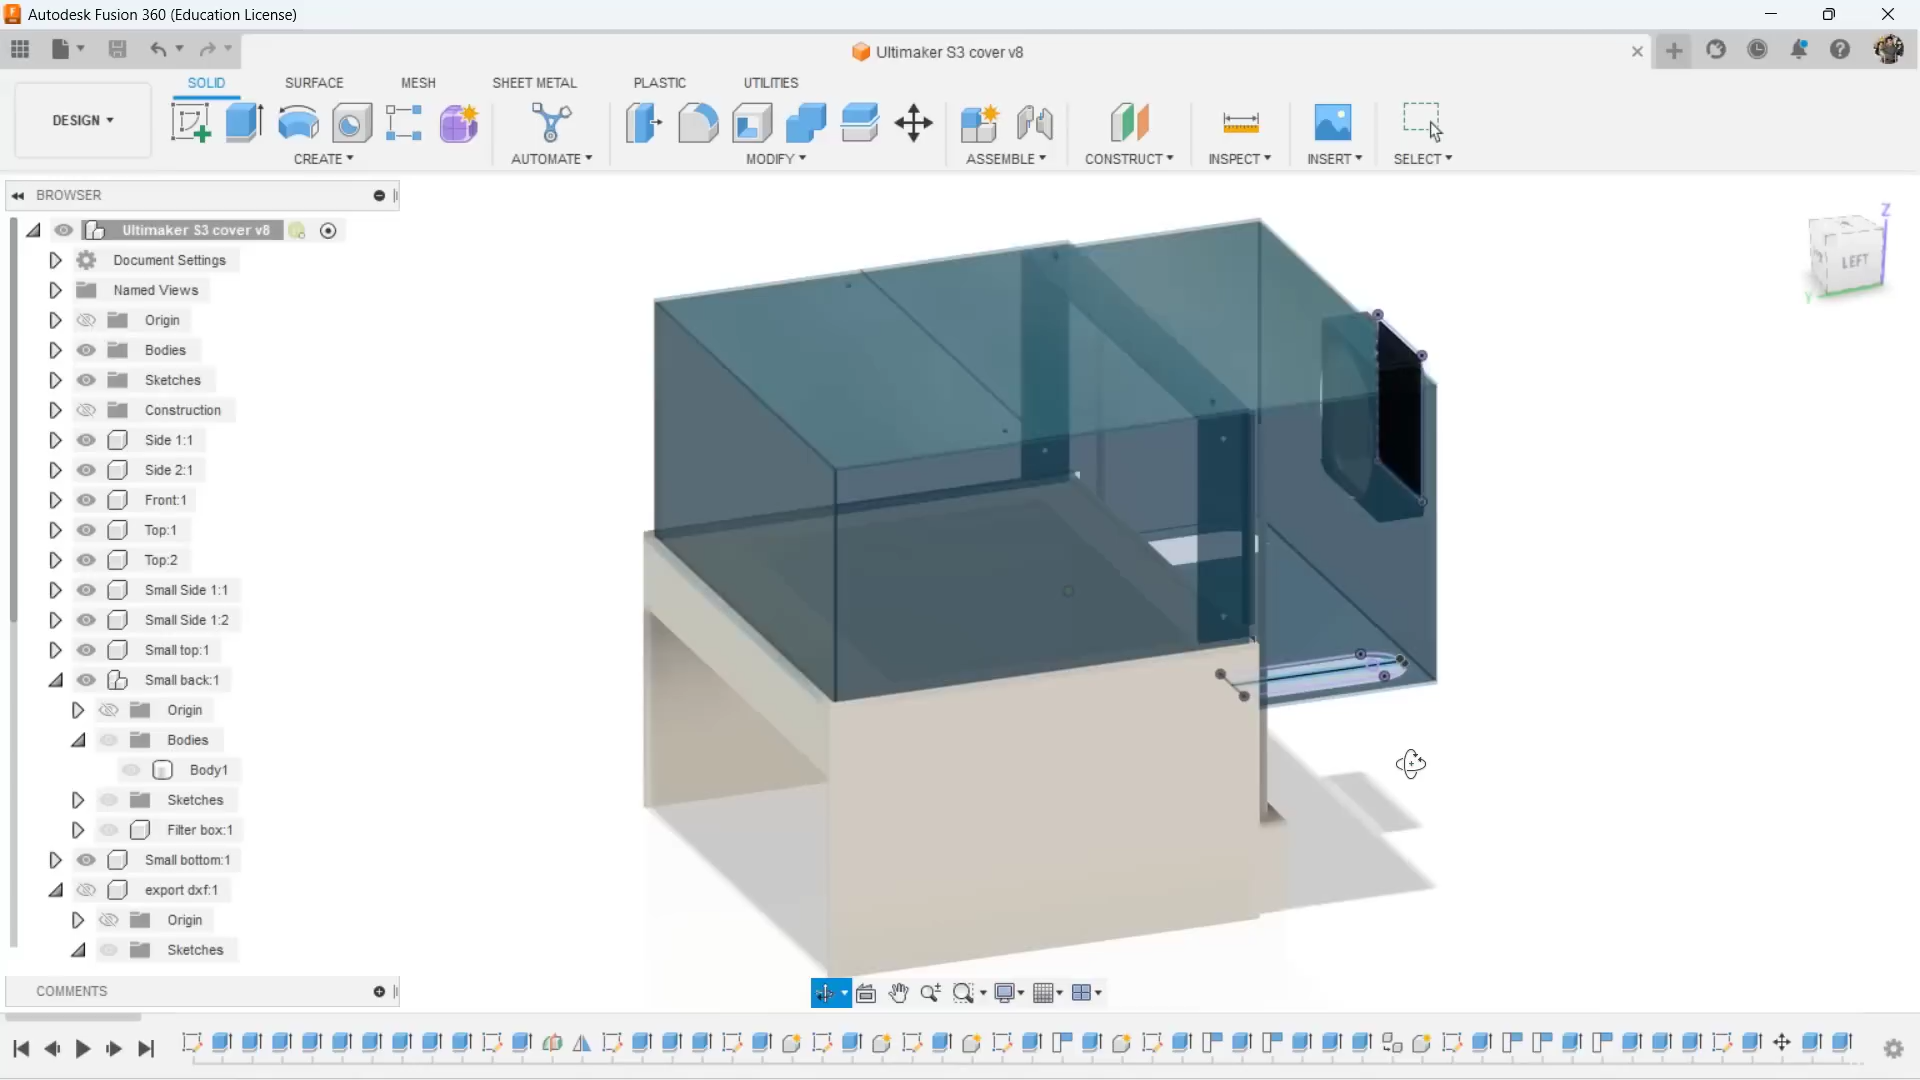 Autodesk Fusion 360 (Education License)
Ultimaker S3 cover v8
SOLID SURFACE MESH SHEET METAL PLASTIC UTILITIES
DESIGN
CREATE AUTOMATE MODIFY ASSEMBLE CONSTRUCT INSPECT INSERT SELECT
BROWSER
Ultimaker S3 cover v8
Document Settings
Named Views
Origin
Bodies
Sketches
Construction
Side 1:1
Side 2:1
Front:1
Top:1
Top:2
Small Side 1:1
Small Side 1:2
Small top:1
Small back:1
Origin
Bodies
Body1
Sketches
Filter box:1
Small bottom:1
export dxf:1
Origin
Sketches
COMMENTS
Z
LEFT
Y